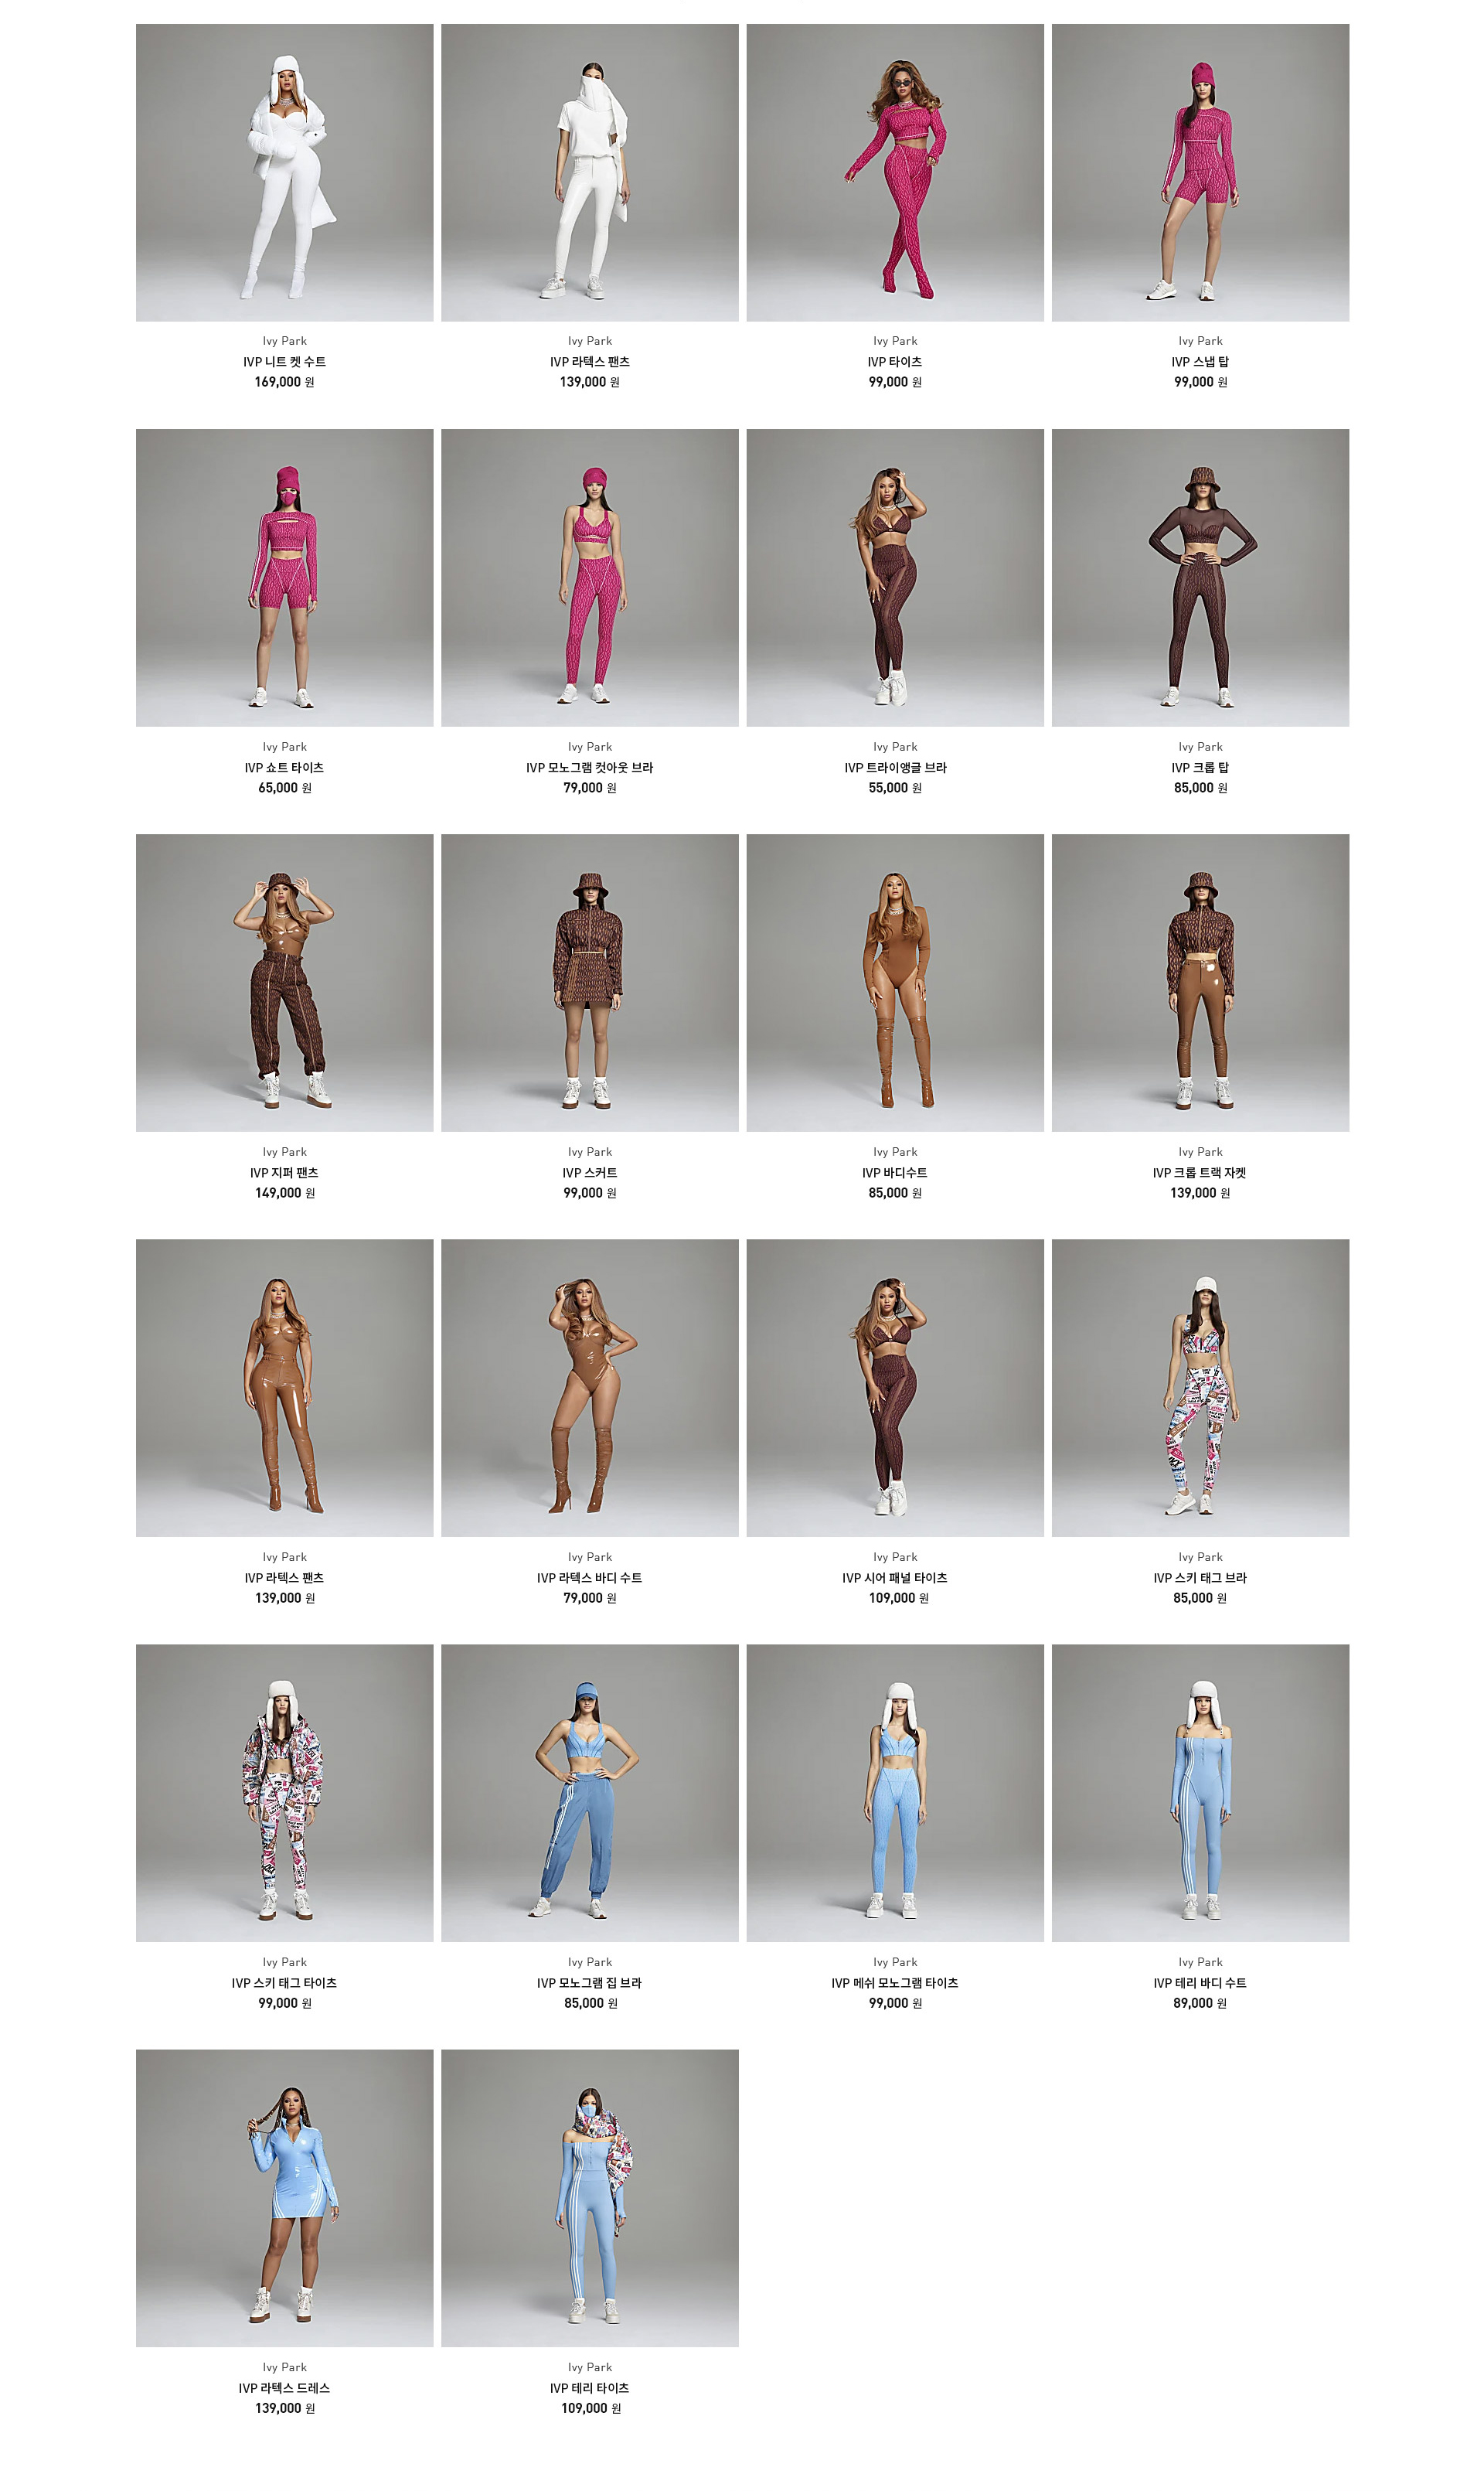 Ivy Park
IVP 니트 켓 수트
169,000 원
Ivy Park
IVP 라텍스 팬츠
139,000 원
Ivy Park
IVP 타이츠
99,000 원
Ivy Park
IVP 스냅 탑
99,000 원
Ivy Park
IVP 쇼트 타이츠
65,000 원
Ivy Park
IVP 모노그램 컷아웃 브라
79,000 원
Ivy Park
IVP 트라이앵글 브라
55,000 원
Ivy Park
IVP 크롭 탑
85,000 원
Ivy Park
IVP 지퍼 팬츠
149,000 원
Ivy Park
IVP 스커트
99,000 원
Ivy Park
IVP 바디수트
85,000 원
Ivy Park
IVP 크롭 트랙 자켓
139,000 원
Ivy Park
IVP 라텍스 팬츠
139,000 원
Ivy Park
IVP 라텍스 바디 수트
79,000 원
Ivy Park
IVP 시어 패널 타이츠
109,000 원
Ivy Park
IVP 스키 태그 브라
85,000 원
Ivy Park
IVP 스키 태그 타이츠
99,000 원
Ivy Park
IVP 모노그램 집 브라
85,000 원
Ivy Park
IVP 메쉬 모노그램 타이츠
99,000 원
Ivy Park
IVP 테리 바디 수트
89,000 원
Ivy Park
IVP 라텍스 드레스
139,000 원
Ivy Park
IVP 테리 타이츠
109,000 원